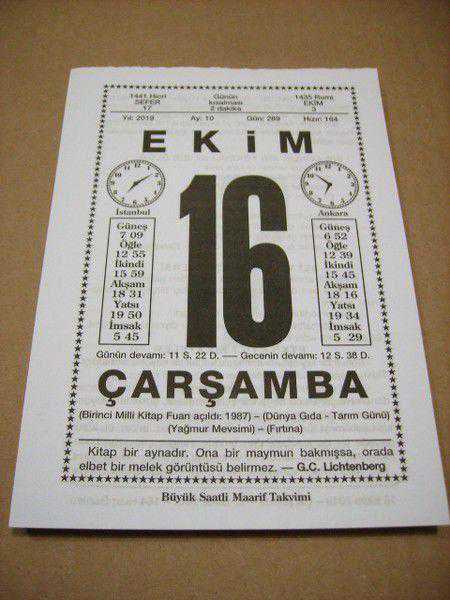 1441 Hicri
SEFER
17
Günün
kısalması
2 dakika
1435 Rumi
EKİM
3
Yıl: 2019 Ay: 10 Gün: 289 Hızır: 164
EKİM
16
İstanbul
Güneş
7 09
Öğle
12 55
İkindi
15 59
Akşam
18 31
Yatsı
19 50
İmsak
5 45
Ankara
Güneş
6 52
Öğle
12 39
İkindi
15 45
Akşam
18 16
Yatsı
19 34
İmsak
5 29
Günün devamı: 11 S. 22 D. — Gecenin devamı: 12 S. 38 D.
ÇARŞAMBA
(Birinci Milli Kitap Fuarı açıldı: 1987) – (Dünya Gıda - Tarım Günü)
(Yağmur Mevsimi) – (Fırtına)
Kitap bir aynadır. Ona bir maymun bakmışsa, orada
elbet bir melek görüntüsü belirmez. — G.C. Lichtenberg
Büyük Saatli Maarif Takvimi